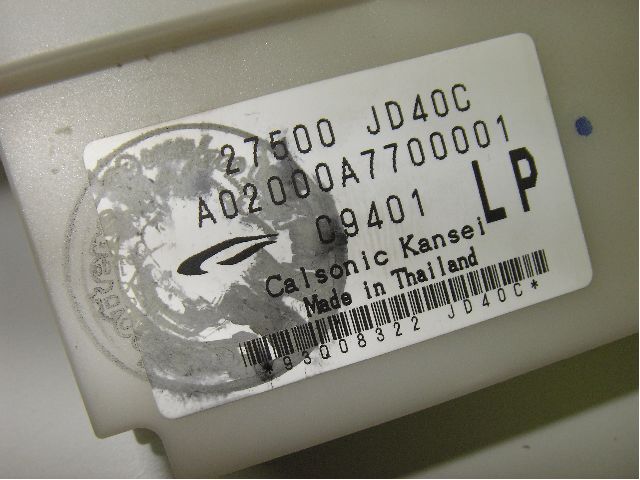 27500 JD40C
A02000A7700001
C9401
LP
Calsonic Kansei
Made in Thailand
*93Q08322 JD40C*